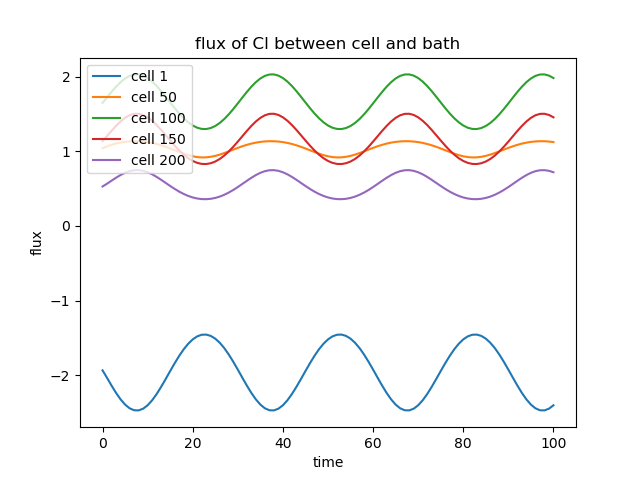 flux of Cl between cell and bath
cell 1
cell 50
cell 100
cell 150
cell 200
2
1
0
−1
−2
flux
0
20
40
60
80
100
time